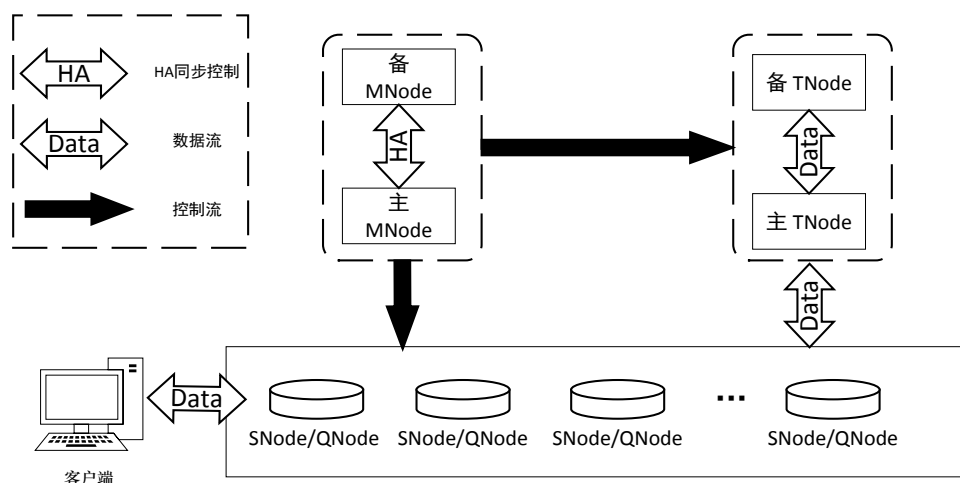 HA
HA同步控制
Data
数据流
控制流
备
MNode
HA
主
MNode
备 TNode
Data
主 TNode
Data
Data
SNode/QNode
SNode/QNode
SNode/QNode
...
SNode/QNode
客户端